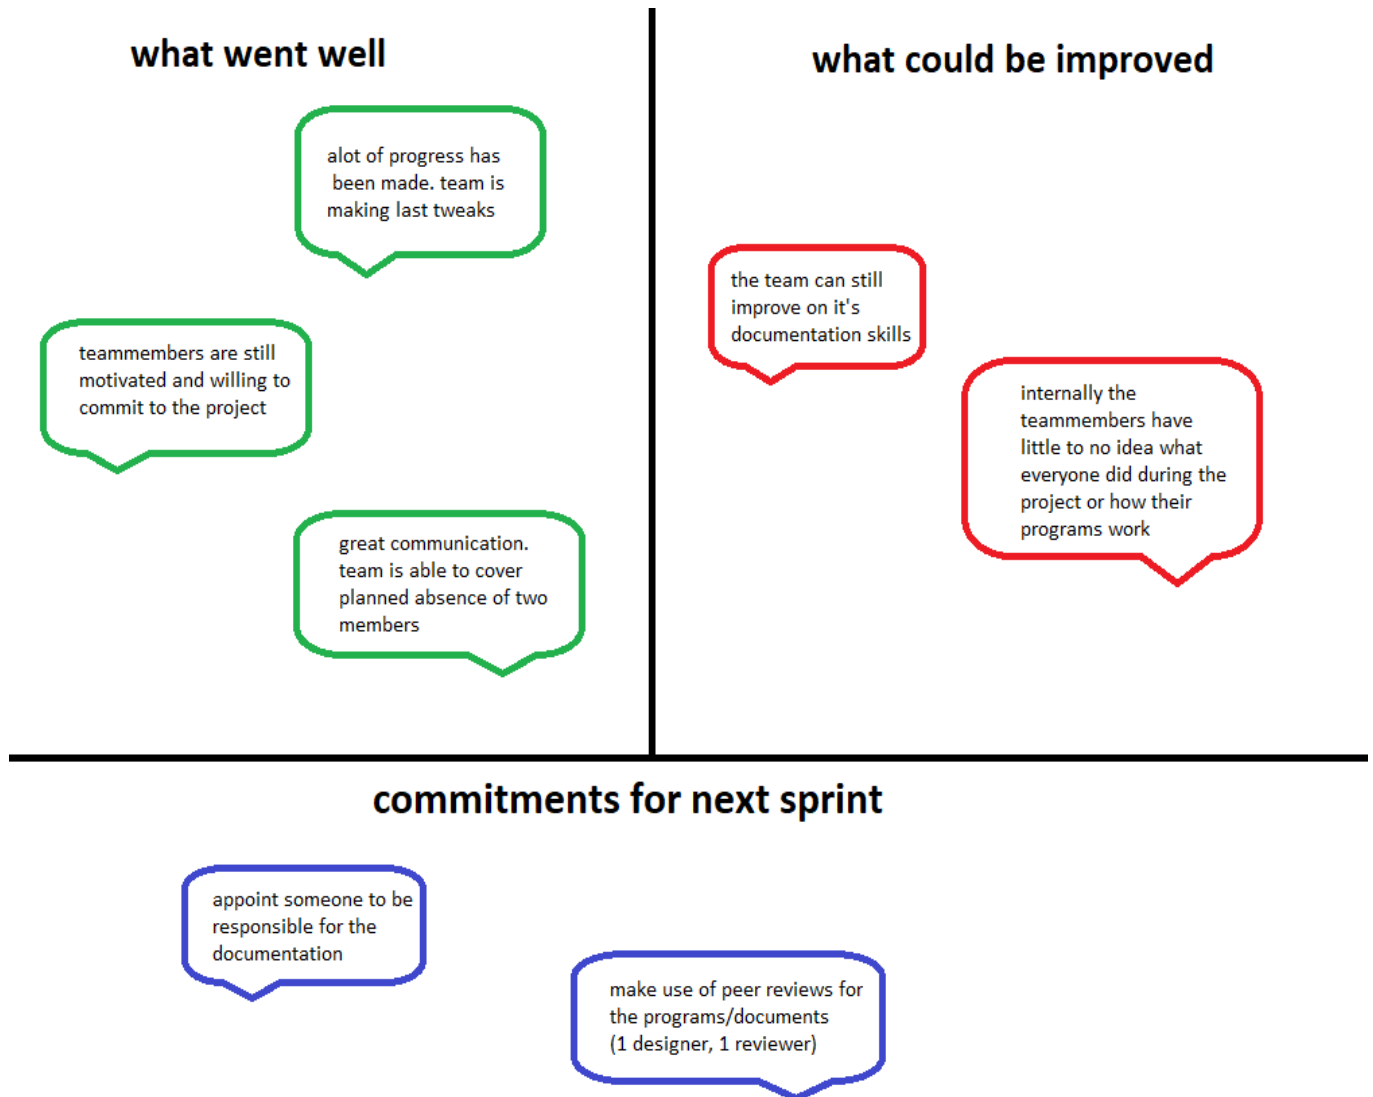 what went well
alot of progress has
been made. team is
making last tweaks
teammembers are still
motivated and willing to
commit to the project
great communication.
team is able to cover
planned absence of two
members
what could be improved
the team can still
improve on it's
documentation skills
internally the
teammembers have
little to no idea what
everyone did during the
project or how their
programs work
commitments for next sprint
appoint someone to be
responsible for the
documentation
make use of peer reviews for
the programs/documents
(1 designer, 1 reviewer)